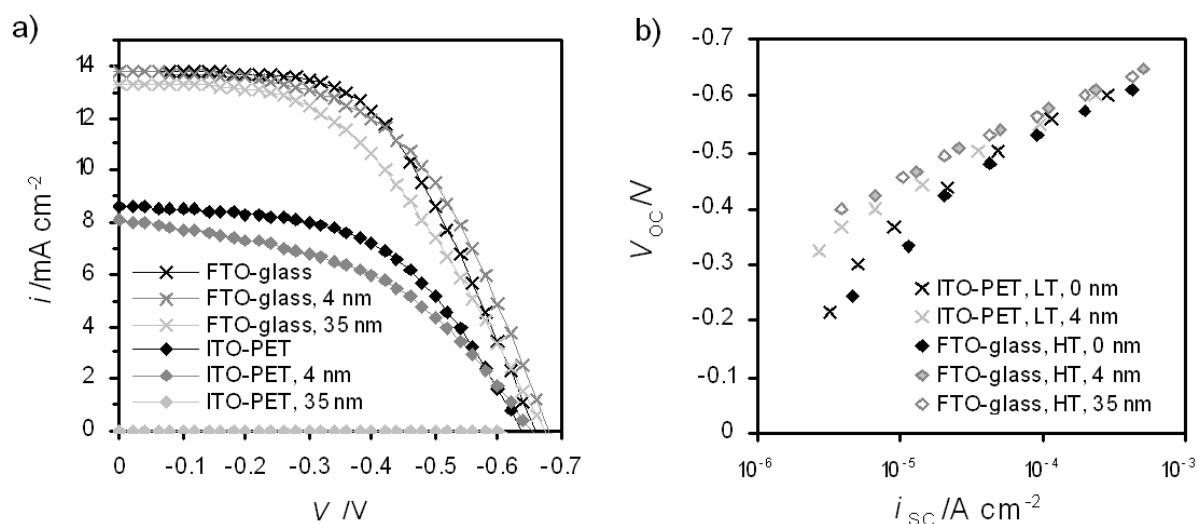 a)
14
12
10
8
6
4
2
0
i /mA cm-2
0 -0.1 -0.2 -0.3 -0.4 -0.5 -0.6 -0.7
V /V
FTO-glass
FTO-glass, 4 nm
FTO-glass, 35 nm
ITO-PET
ITO-PET, 4 nm
ITO-PET, 35 nm
b)
-0.7
-0.6
-0.5
-0.4
-0.3
-0.2
-0.1
0
VOC/V
10-6 10-5 10-4 10-3
iSC /A cm-2
ITO-PET, LT, 0 nm
ITO-PET, LT, 4 nm
FTO-glass, HT, 0 nm
FTO-glass, HT, 4 nm
FTO-glass, HT, 35 nm